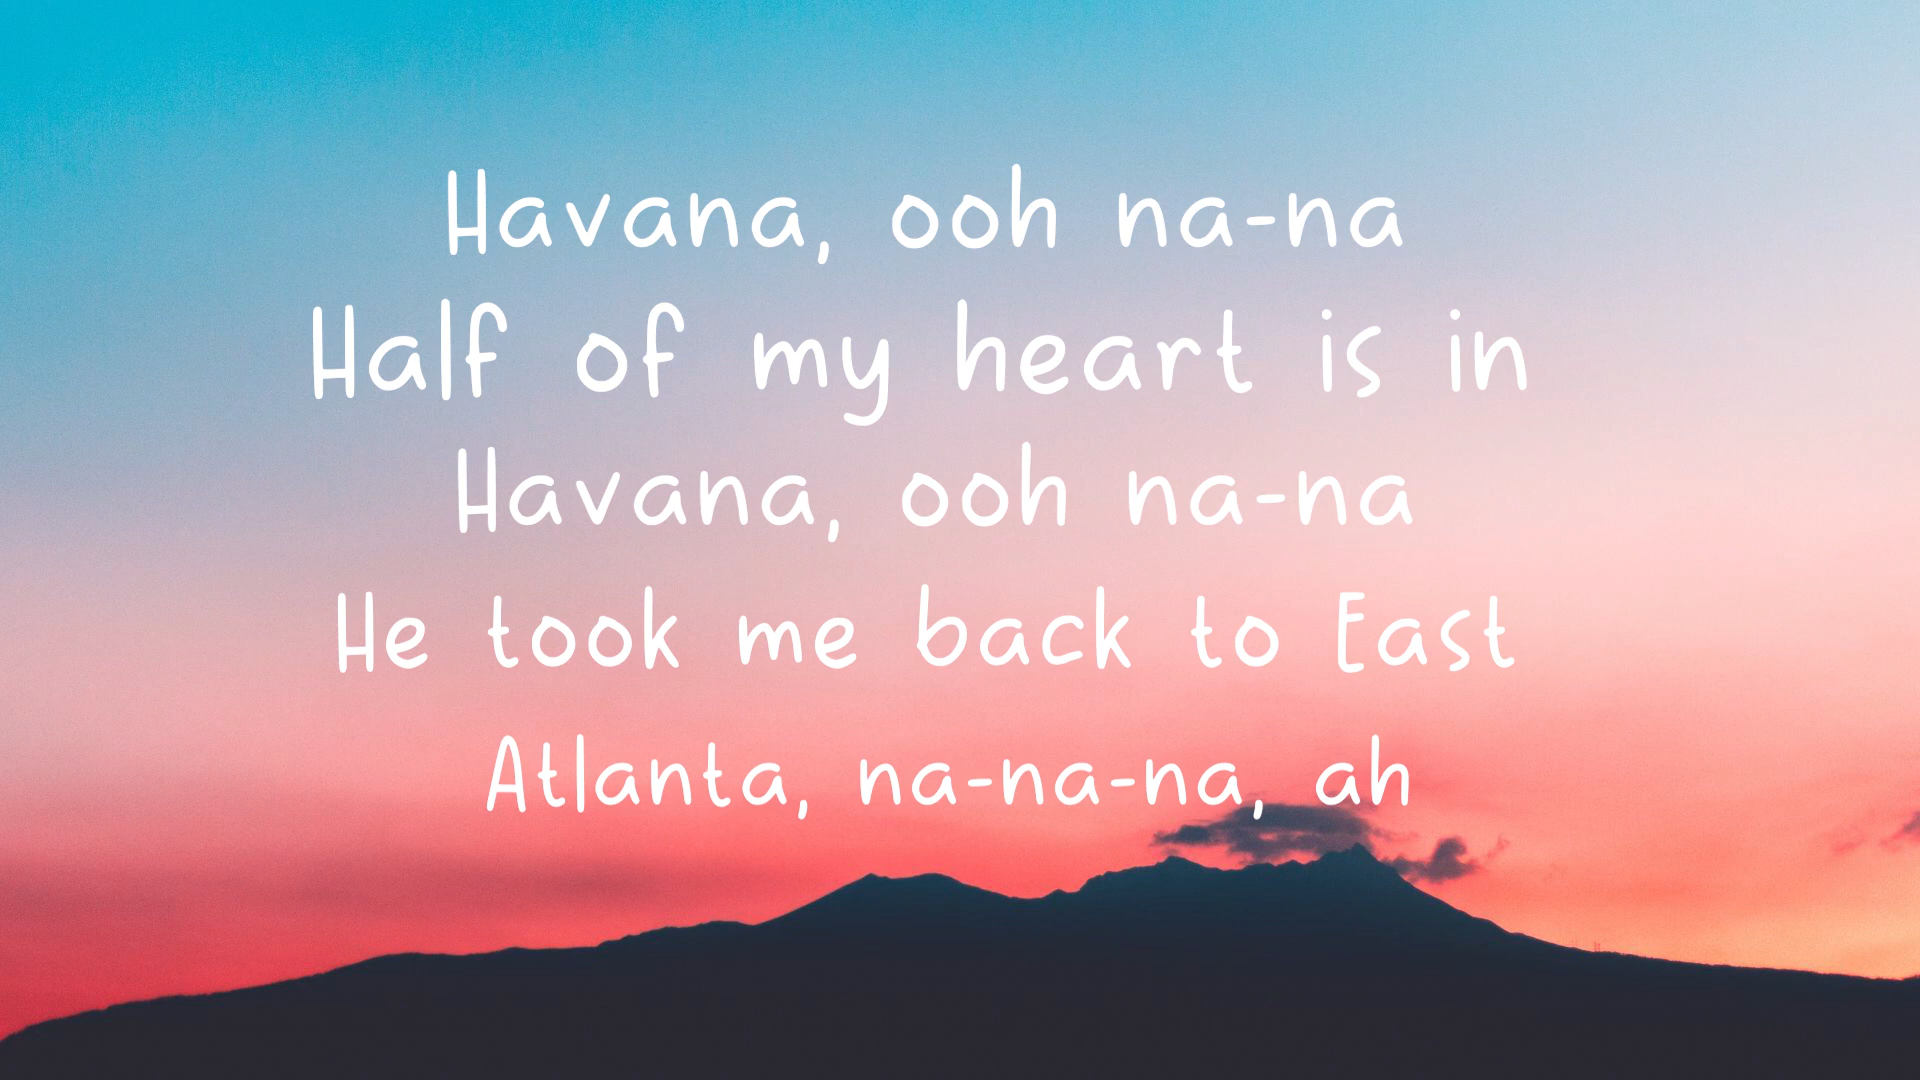 Havana, ooh na-na
Half of my heart is in
Havana, ooh na-na
He took me back to East
Atlanta, na-na-na, ah